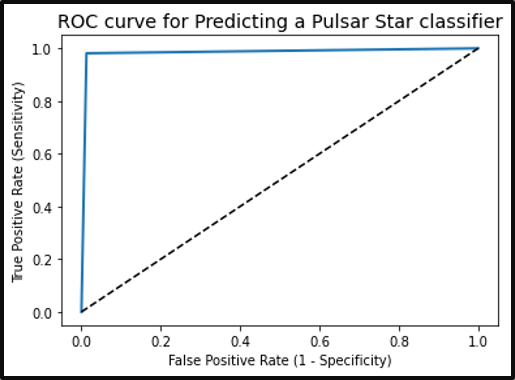 ROC curve for Predicting a Pulsar Star classifier
1.0
0.8
0.6
0.4
0.2
0.0
True Positive Rate (Sensitivity)
0.0 0.2 0.4 0.6 0.8 1.0
False Positive Rate (1 - Specificity)